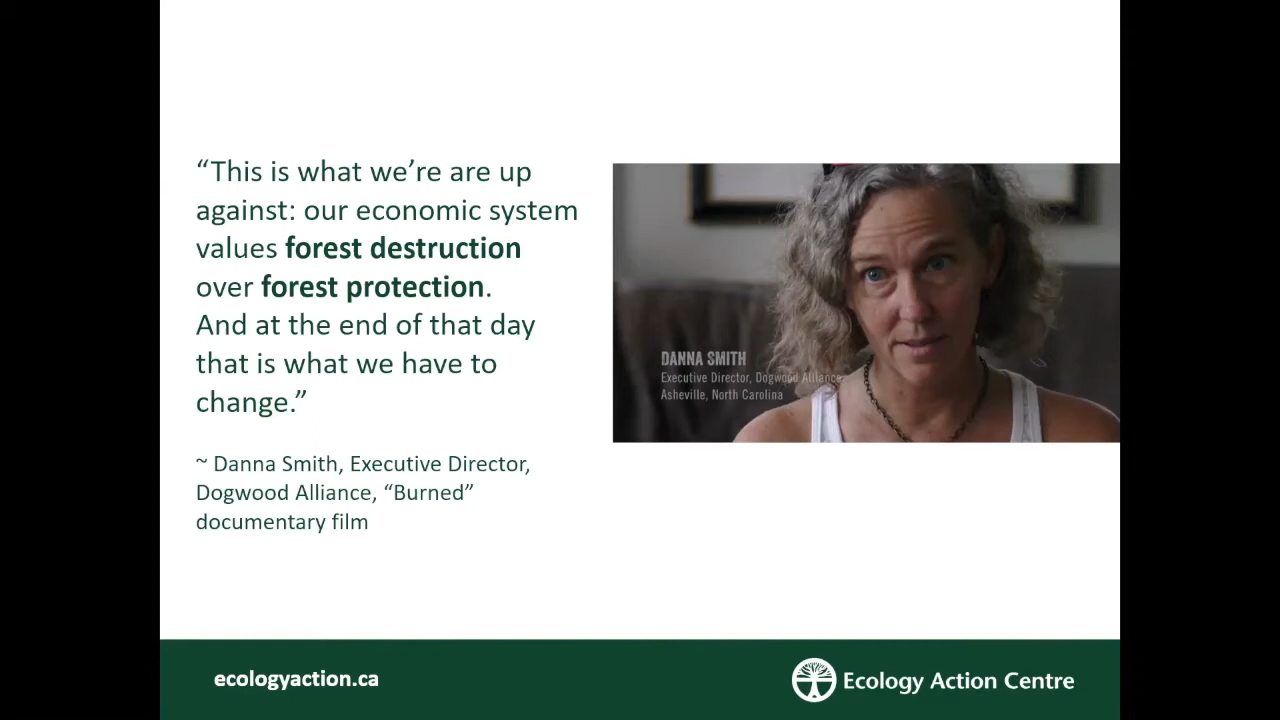 “This is what we’re are up
against: our economic system
values forest destruction
over forest protection.
And at the end of that day
that is what we have to
change.”
~ Danna Smith, Executive Director,
Dogwood Alliance, “Burned”
documentary film
DANNA SMITH
Executive Director, Dogwood Alliance
Asheville, North Carolina
ecologyaction.ca
Ecology Action Centre